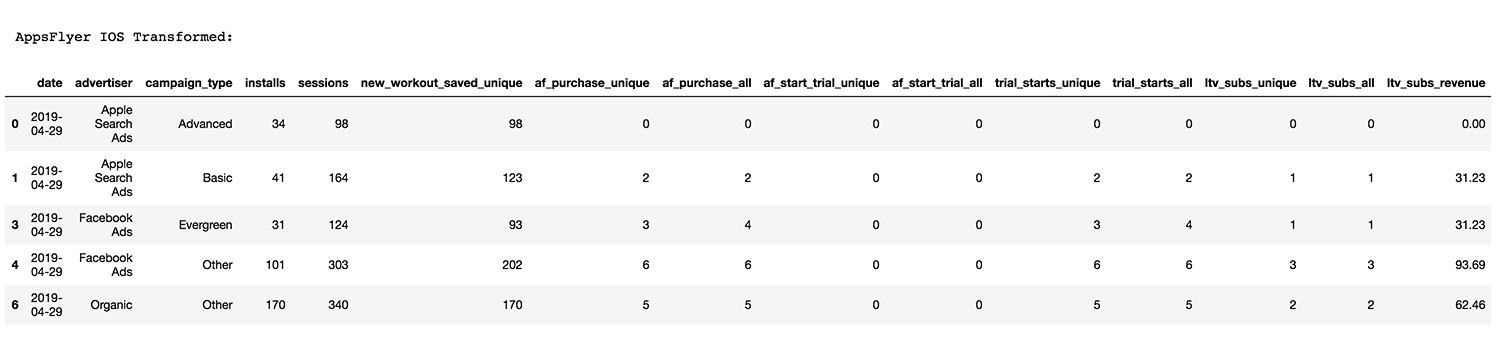 AppsFlyer IOS Transformed:
date advertiser campaign_type installs sessions new_workout_saved_unique af_purchase_unique af_purchase_all af_start_trial_unique af_start_trial_all trial_starts_unique trial_starts_all ltv_subs_unique ltv_subs_all ltv_subs_revenue
0 2019-04-29 Apple Search Ads Advanced 34 98 98 0 0 0 0 0 0 0 0 0.00
1 2019-04-29 Apple Search Ads Basic 41 164 123 2 2 0 0 2 2 1 1 31.23
3 2019-04-29 Facebook Ads Evergreen 31 124 93 3 4 0 0 3 4 1 1 31.23
4 2019-04-29 Facebook Ads Other 101 303 202 6 6 0 0 6 6 3 3 93.69
6 2019-04-29 Organic Other 170 340 170 5 5 0 0 5 5 2 2 62.46